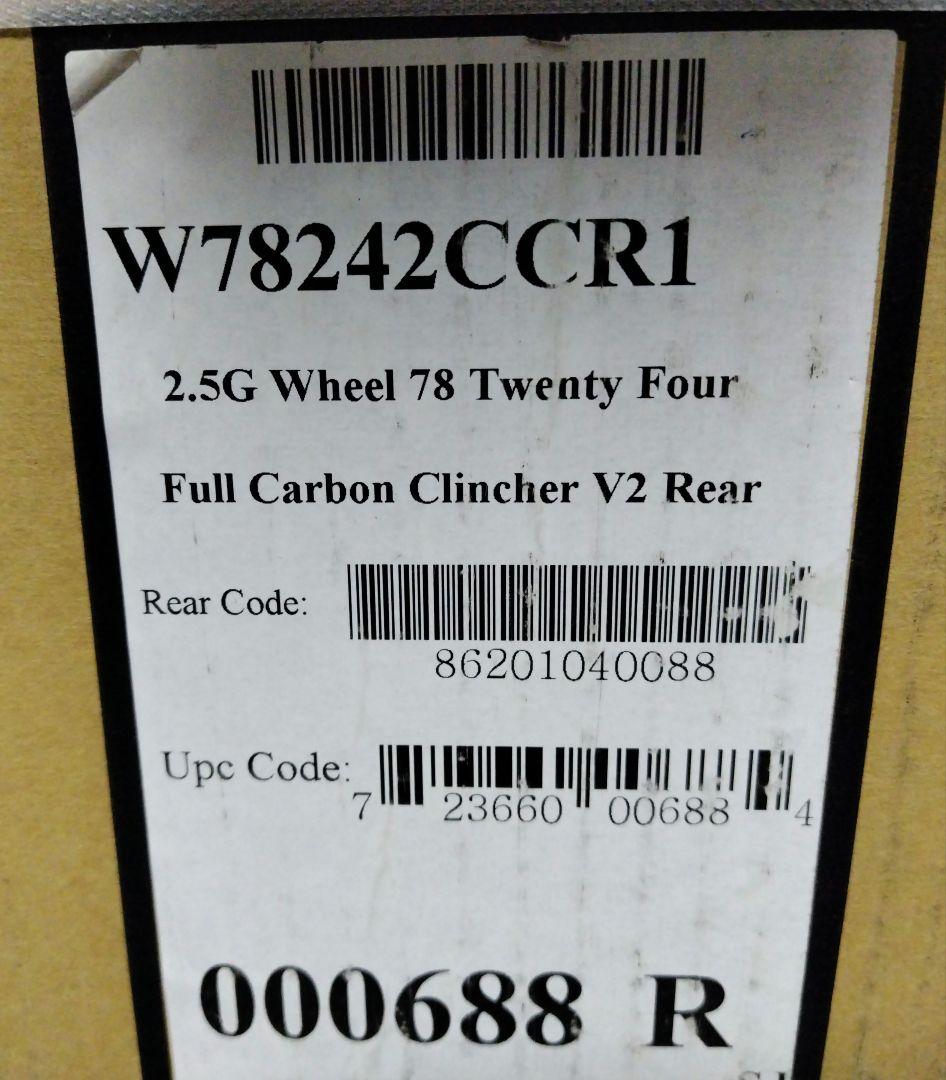 W78242CCR1
2.5G Wheel 78 Twenty Four
Full Carbon Clincher V2 Rear
Rear Code:
86201040088
Upc Code:
7 23660 00688 4
000688 R